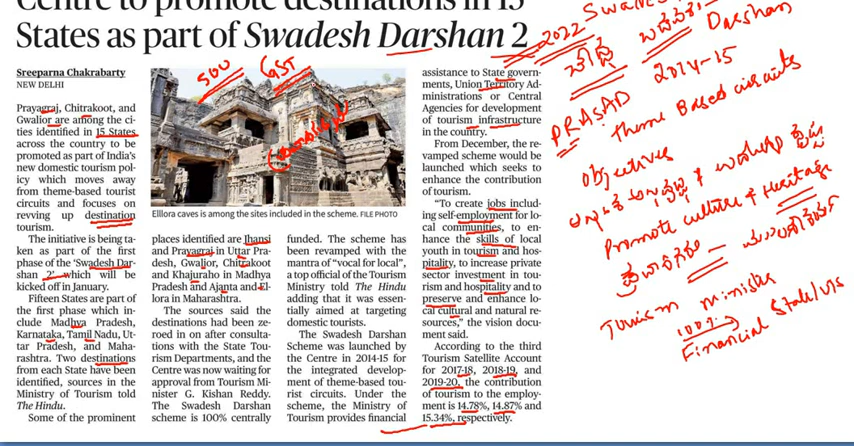 Centre to promote destinations in 15
States as part of Swadesh Darshan 2
Sreeparna Chakrabarty
NEW DELHI
Prayagraj, Chitrakoot, and
Gwalior are among the ci-
ties identified in 15 States
across the country to be
promoted as part of India's
new domestic tourism pol-
icy which moves away
from theme-based tourist
circuits and focuses on
revving up destination
tourism.
The initiative is being ta-
ken as part of the first
phase of the 'Swadesh Dar-
shan 2' which will be
kicked off in January.
Fifteen States are part of
the first phase which in-
clude Madhya Pradesh,
Karnataka, Tamil Nadu, Ut-
tar Pradesh, and Maha-
rashtra. Two destinations
from each State have been
identified, sources in the
Ministry of Tourism told
The Hindu.
Some of the prominent
500
GST
Elllora caves is among the sites included in the scheme. FILE PHOTO
places identified are Jhansi
and Prayagraj in Uttar Pra-
desh, Gwalior, Chitrakoot
and Khajuraho in Madhya
Pradesh and Ajanta and El-
lora in Maharashtra.
The sources said the
destinations had been ze-
roed in on after consulta-
tions with the State Tou-
rism Departments, and the
Centre was now waiting for
approval from Tourism Mi-
nister G. Kishan Reddy.
The Swadesh Darshan
scheme is 100% centrally
funded. The scheme has
been revamped with the
mantra of "vocal for local",
a top official of the Tourism
Ministry told The Hindu
adding that it was essen-
tially aimed at targeting
domestic tourists.
The Swadesh Darshan
Scheme was launched by
the Centre in 2014-15 for
the integrated develop-
ment of theme-based tou-
rist circuits. Under the
scheme, the Ministry of
Tourism provides financial
assistance to State govern-
ments, Union Territory Ad-
ministrations or Central
Agencies for development
of tourism infrastructure
in the country.
From December, the re-
vamped scheme would be
launched which seeks to
enhance the contribution
of tourism.
"To create jobs includ-
ing self-employment for lo-
cal communities, to en-
hance the skills of local
youth in tourism and hos-
pitality, to increase private
sector investment in tou-
rism and hospitality and to
preserve and enhance lo-
cal cultural and natural re-
sources," the vision docu-
ment said.
According to the third
Tourism Satellite Account
for 2017-18, 2018-19, and
2019-20, the contribution
of tourism to the employ-
ment is 14.78%, 14.87% and
15.34%, respectively.
2022
Darshan
2014-15
PRASAD
Theme Based circuits
Objectives
Promote culture & Heritage
Tourism Minister
100%
Financial State/UTs